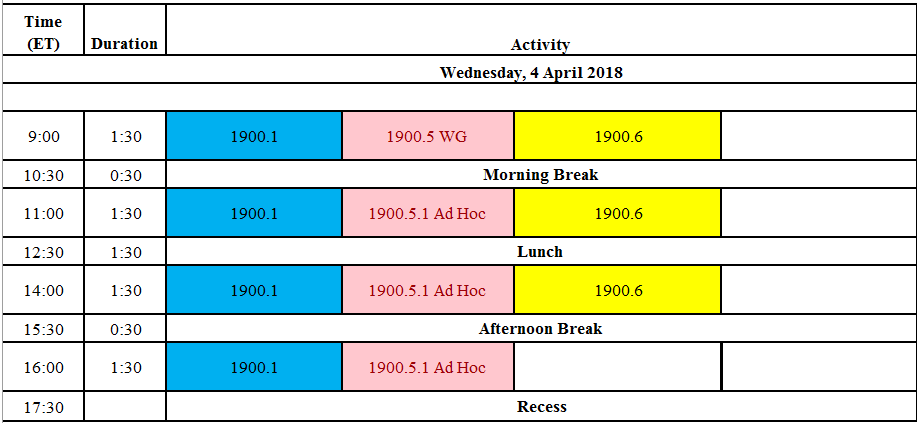 Time (ET) Duration Activity
Wednesday, 4 April 2018
9:00 1:30 1900.1 1900.5 WG 1900.6
10:30 0:30 Morning Break
11:00 1:30 1900.1 1900.5.1 Ad Hoc 1900.6
12:30 1:30 Lunch
14:00 1:30 1900.1 1900.5.1 Ad Hoc 1900.6
15:30 0:30 Afternoon Break
16:00 1:30 1900.1 1900.5.1 Ad Hoc
17:30 Recess